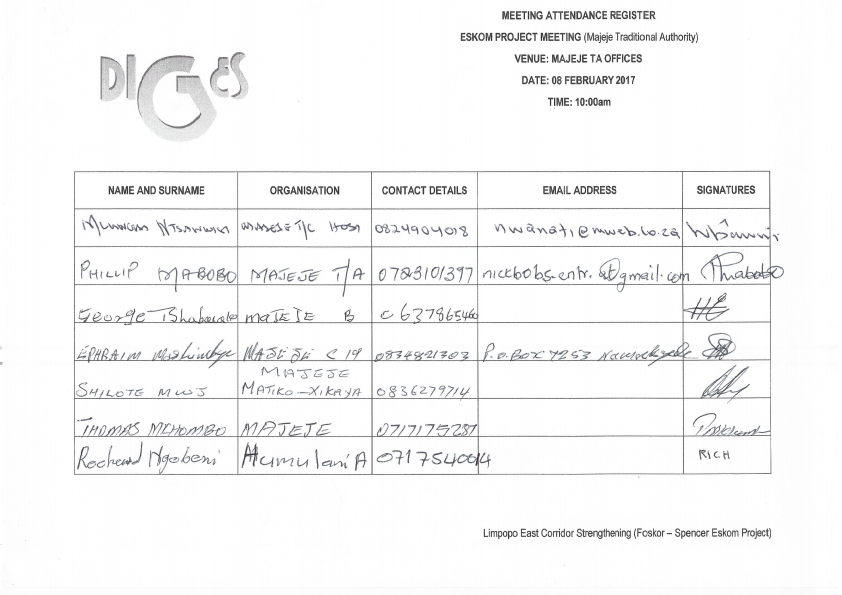 DIGES
MEETING ATTENDANCE REGISTER
ESKOM PROJECT MEETING (Majeje Traditional Authority)
VENUE: MAJEJE TA OFFICES
DATE: 08 FEBRUARY 2017
TIME: 10:00am
NAME AND SURNAME ORGANISATION CONTACT DETAILS EMAIL ADDRESS SIGNATURES
0824904018 nwanati@mweb.co.za
PHILLIP MABOBO MAJEJE T/A 0723101397 nickbobs.entr.@gmail.com
George MAJEJE B
EPHRAIM MAJEJE C 19 0834821303 P.O.BOX 7253
SHILOTE MWJ MAJEJE MATIKO-XIKAYA 0836279714
THOMAS MCHOMBO MAJEJE 0717175287
Ngobeni Humulani A 0717540014 RICH
Limpopo East Corridor Strengthening (Foskor – Spencer Eskom Project)